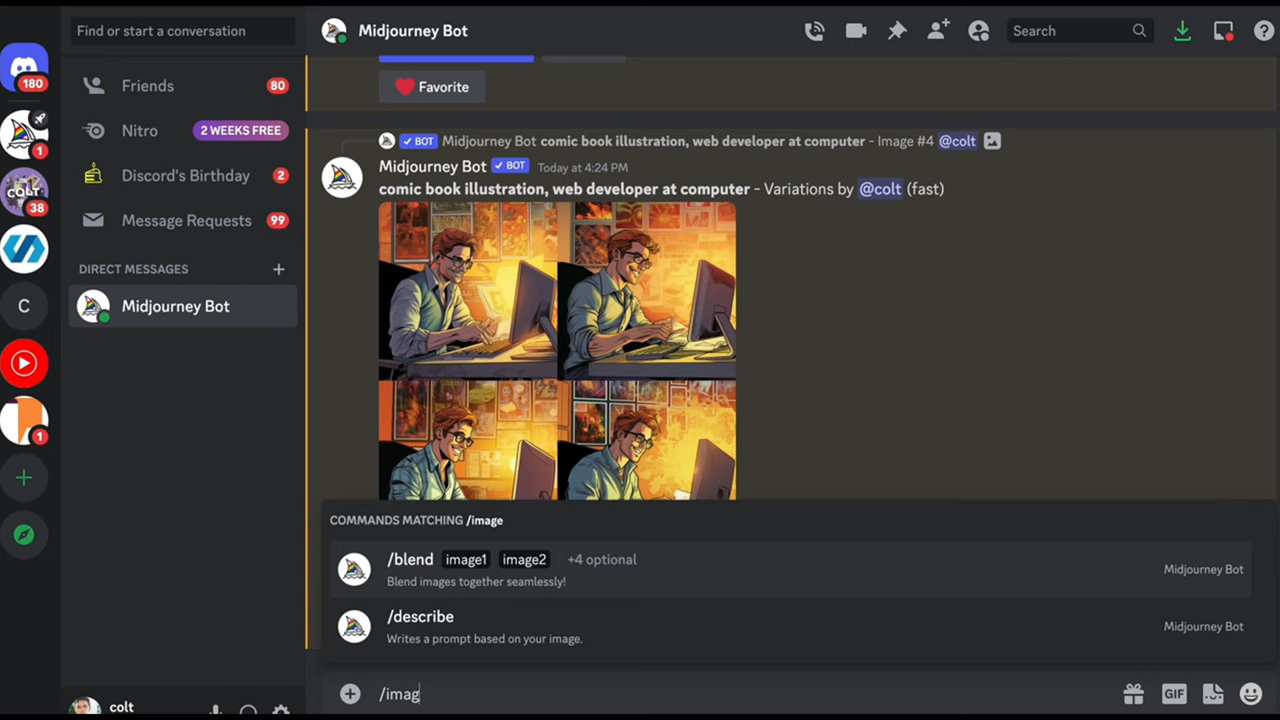 Find or start a conversation
180
Friends 80
Nitro 2 WEEKS FREE
1
Discord's Birthday 2
COLT
38
Message Requests 99
DIRECT MESSAGES +
Midjourney Bot
C
1
colt
Midjourney Bot
Search
Favorite
BOT Midjourney Bot comic book illustration, web developer at computer - Image #4 @colt
Midjourney Bot BOT Today at 4:24 PM
comic book illustration, web developer at computer - Variations by @colt (fast)
COMMANDS MATCHING /image
/blend image1 image2 +4 optional
Blend images together seamlessly!
Midjourney Bot
/describe
Writes a prompt based on your image.
Midjourney Bot
/imag
GIF